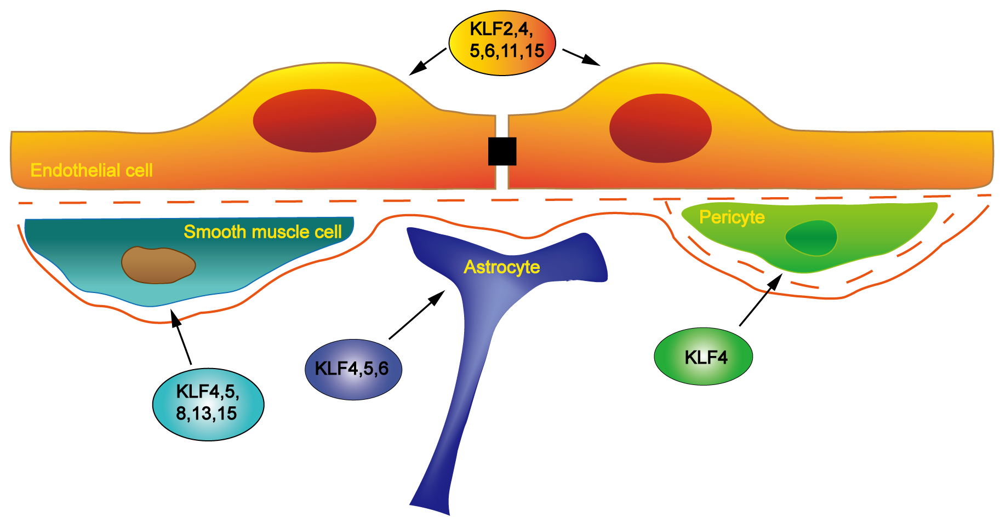 KLF2,4,
5,6,11,15
Endothelial cell
Smooth muscle cell
Pericyte
Astrocyte
KLF4,5,6
KLF4
KLF4,5,
8,13,15